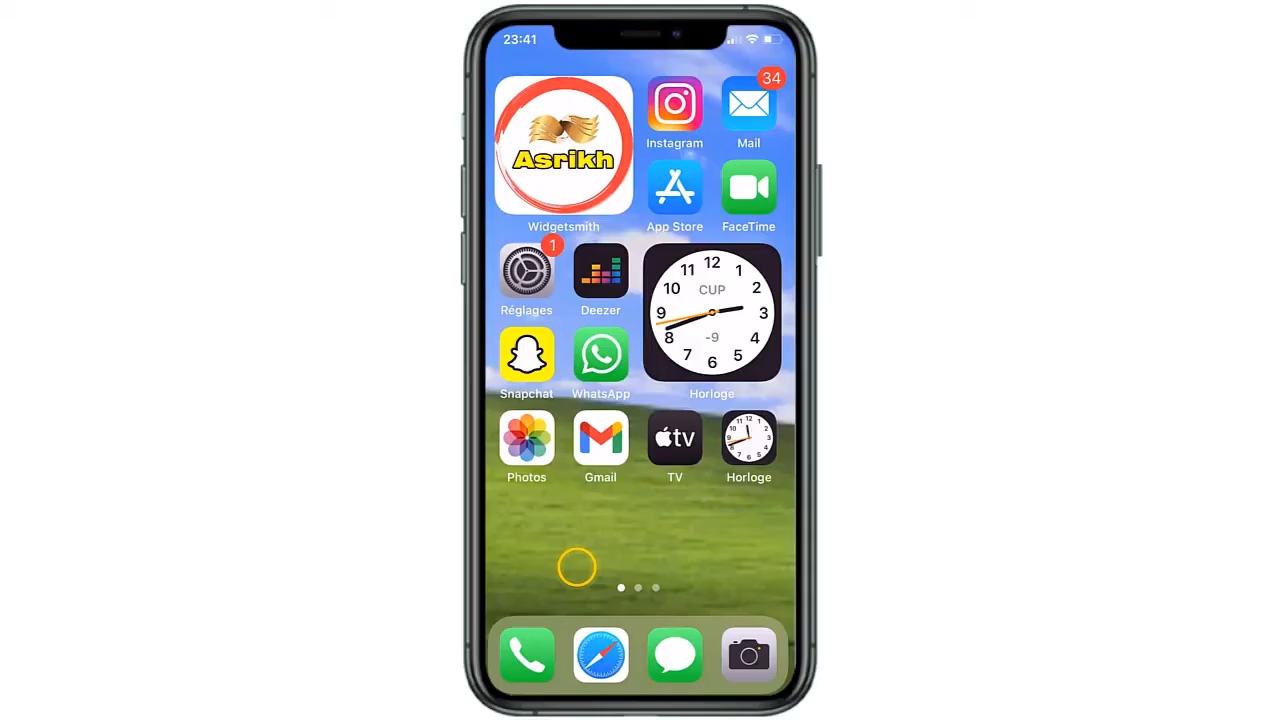 23:41
34
Asrikh
Instagram
Mail
Widgetsmith
App Store
FaceTime
1
Réglages
Deezer
12
11
1
10
CUP
2
9
3
8
-9
4
7
5
6
Snapchat
WhatsApp
Horloge
tv
Photos
Gmail
TV
Horloge